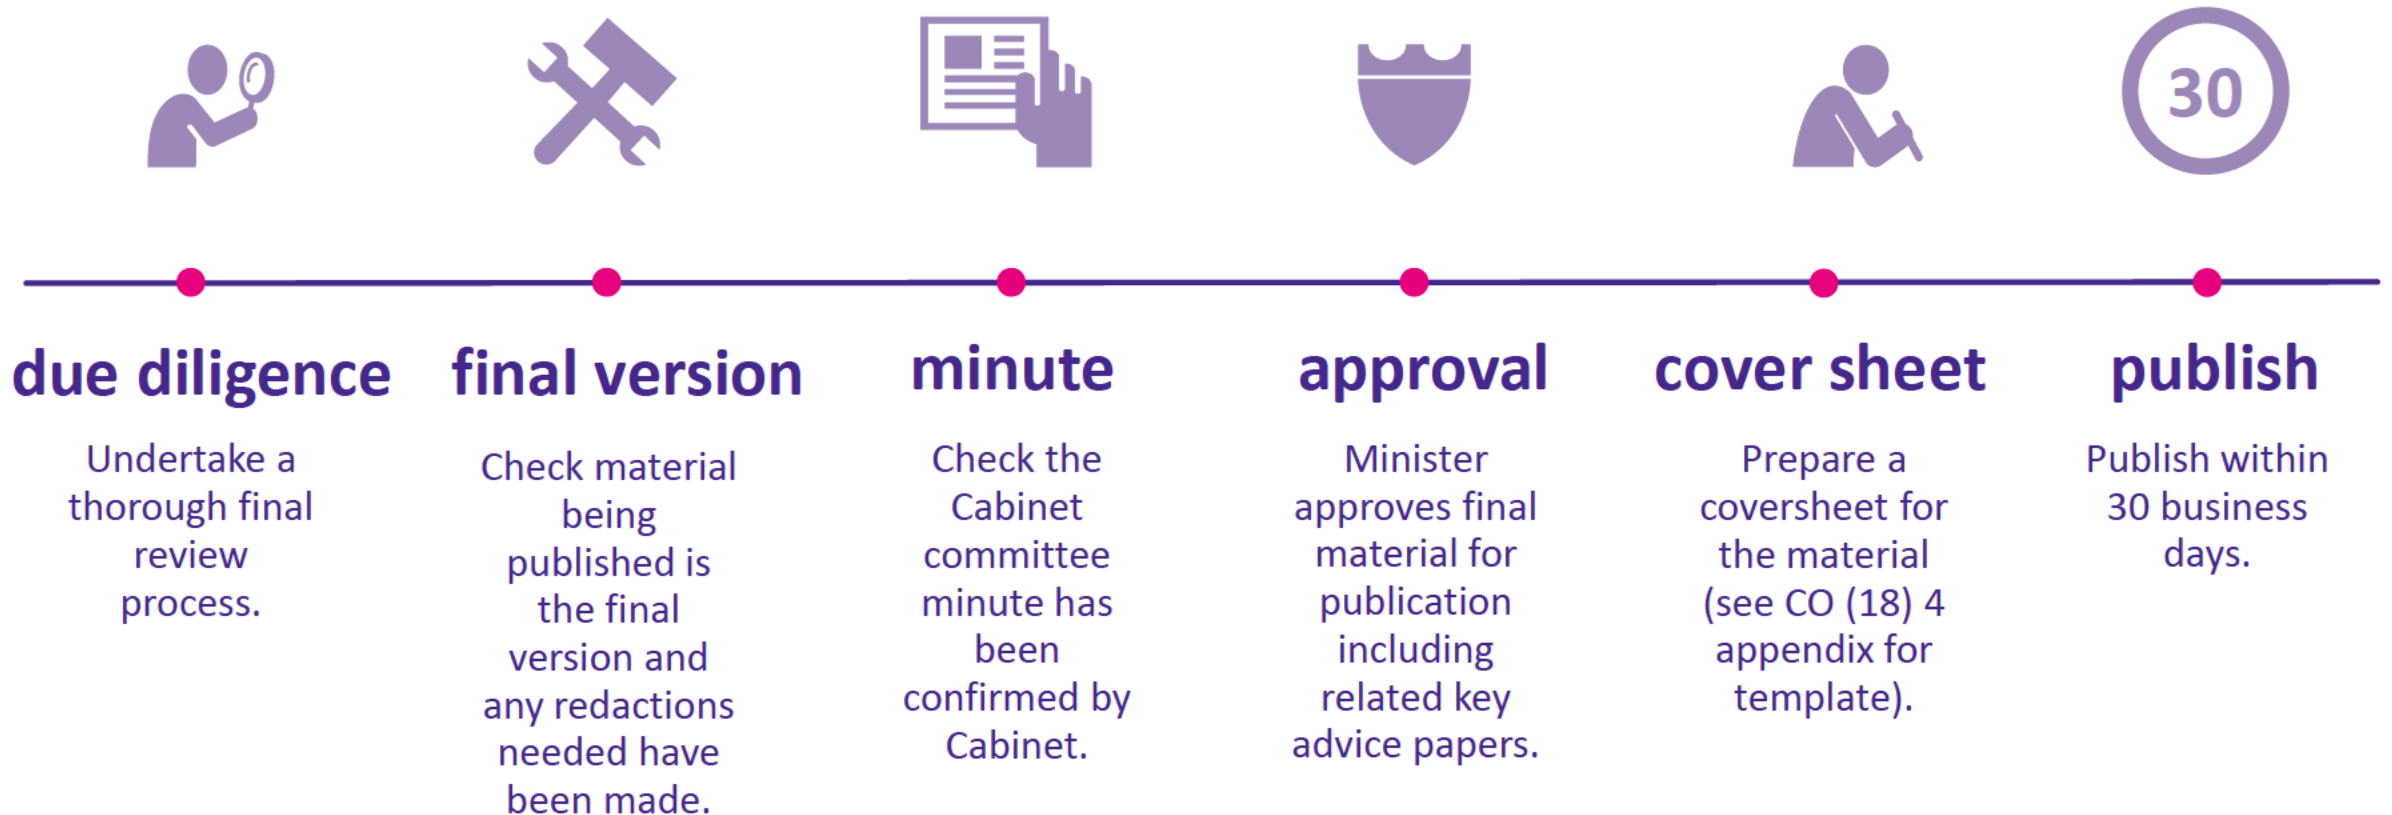 30
due diligence
Undertake a
thorough final
review
process.
final version
Check material
being
published is
the final
version and
any redactions
needed have
been made.
minute
Check the
Cabinet
committee
minute has
been
confirmed by
Cabinet.
approval
Minister
approves final
material for
publication
including
related key
advice papers.
cover sheet
Prepare a
coversheet for
the material
(see CO (18) 4
appendix for
template).
publish
Publish within
30 business
days.